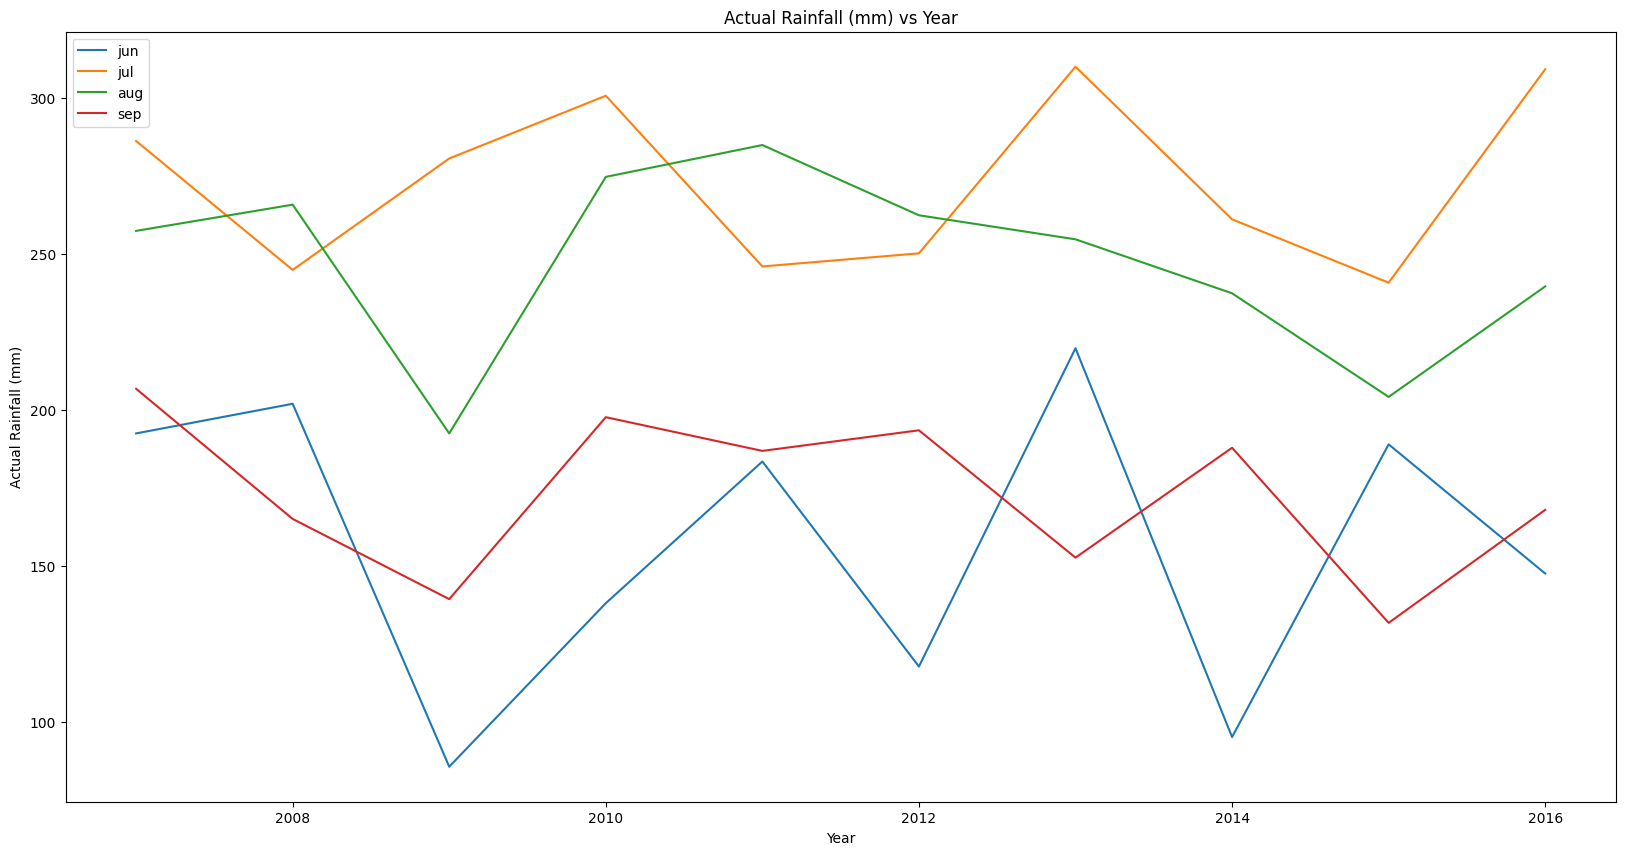 Actual Rainfall (mm) vs Year
jun
jul
aug
sep
300
250
200
150
100
Actual Rainfall (mm)
2008 2010 2012 2014 2016
Year